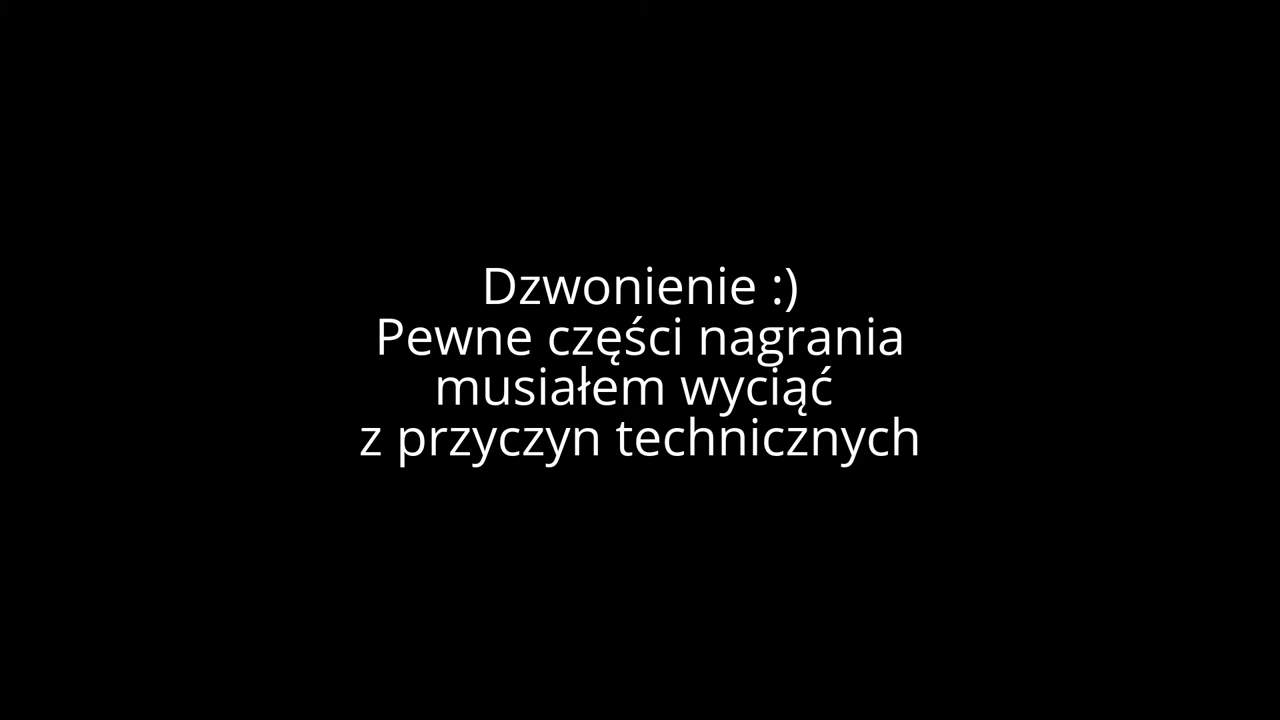 Dzwonienie :)
Pewne części nagrania
musiałem wyciąć
z przyczyn technicznych